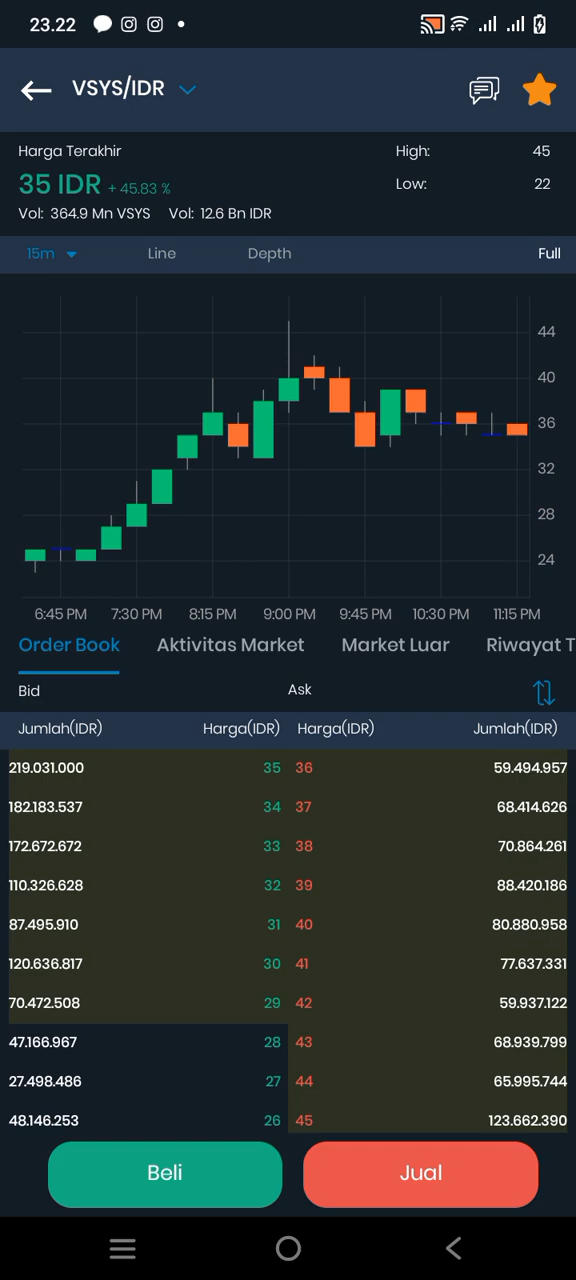 23.22
VSYS/IDR
Harga Terakhir High: 45
35 IDR + 45.83 % Low: 22
Vol: 364.9 Mn VSYS Vol: 12.6 Bn IDR
15m Line Depth Full
44
40
36
32
28
24
6:45 PM 7:30 PM 8:15 PM 9:00 PM 9:45 PM 10:30 PM 11:15 PM
Order Book Aktivitas Market Market Luar Riwayat T
Bid Ask
Jumlah(IDR) Harga(IDR) Harga(IDR) Jumlah(IDR)
219.031.000 35 36 59.494.957
182.183.537 34 37 68.414.626
172.672.672 33 38 70.864.261
110.326.628 32 39 88.420.186
87.495.910 31 40 80.880.958
120.636.817 30 41 77.637.331
70.472.508 29 42 59.937.122
47.166.967 28 43 68.939.799
27.498.486 27 44 65.995.744
48.146.253 26 45 123.662.390
Beli Jual